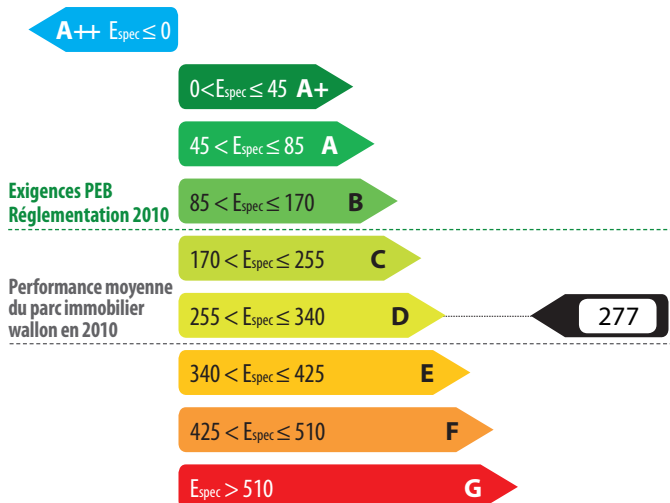 A++ Espec ≤ 0
0<Espec ≤ 45 A+
45 < Espec ≤ 85 A
Exigences PEB
Réglementation 2010
85 < Espec ≤ 170 B
170 < Espec ≤ 255 C
Performance moyenne
du parc immobilier
wallon en 2010
255 < Espec ≤ 340 D
277
340 < Espec ≤ 425 E
425 < Espec ≤ 510 F
Espec > 510 G